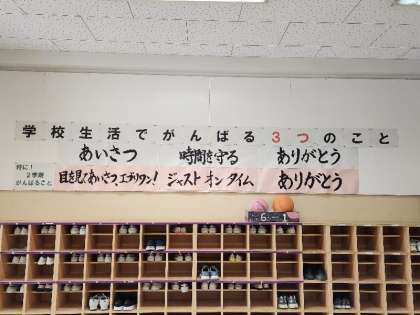 学校生活でがんばる3つのこと
あいさつ 時間を守る ありがとう
特に!
2学期
がんばること
目を見てあいさつ、エブリワン! ジャスト オン タイム ありがとう
6-1